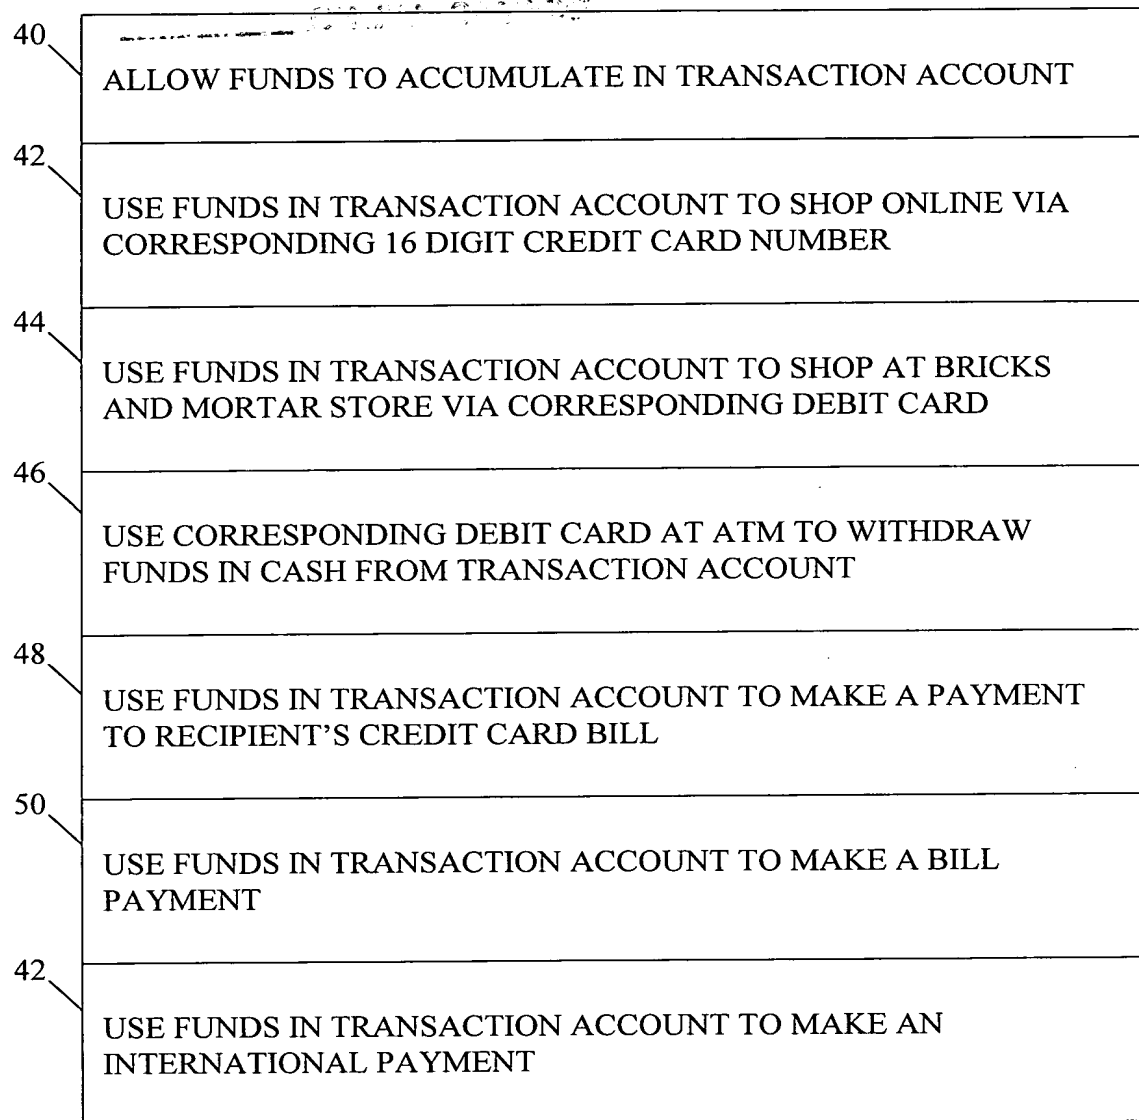 40
ALLOW FUNDS TO ACCUMULATE IN TRANSACTION ACCOUNT
42
USE FUNDS IN TRANSACTION ACCOUNT TO SHOP ONLINE VIA
CORRESPONDING 16 DIGIT CREDIT CARD NUMBER
44
USE FUNDS IN TRANSACTION ACCOUNT TO SHOP AT BRICKS
AND MORTAR STORE VIA CORRESPONDING DEBIT CARD
46
USE CORRESPONDING DEBIT CARD AT ATM TO WITHDRAW
FUNDS IN CASH FROM TRANSACTION ACCOUNT
48
USE FUNDS IN TRANSACTION ACCOUNT TO MAKE A PAYMENT
TO RECIPIENT'S CREDIT CARD BILL
50
USE FUNDS IN TRANSACTION ACCOUNT TO MAKE A BILL
PAYMENT
42
USE FUNDS IN TRANSACTION ACCOUNT TO MAKE AN
INTERNATIONAL PAYMENT